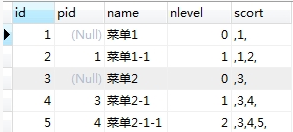 id pid name nlevel scort
1 (Null) 菜单1 0 ,1,
2 1 菜单1-1 1 ,1,2,
3 (Null) 菜单2 0 ,3,
4 3 菜单2-1 1 ,3,4,
5 4 菜单2-1-1 2 ,3,4,5,